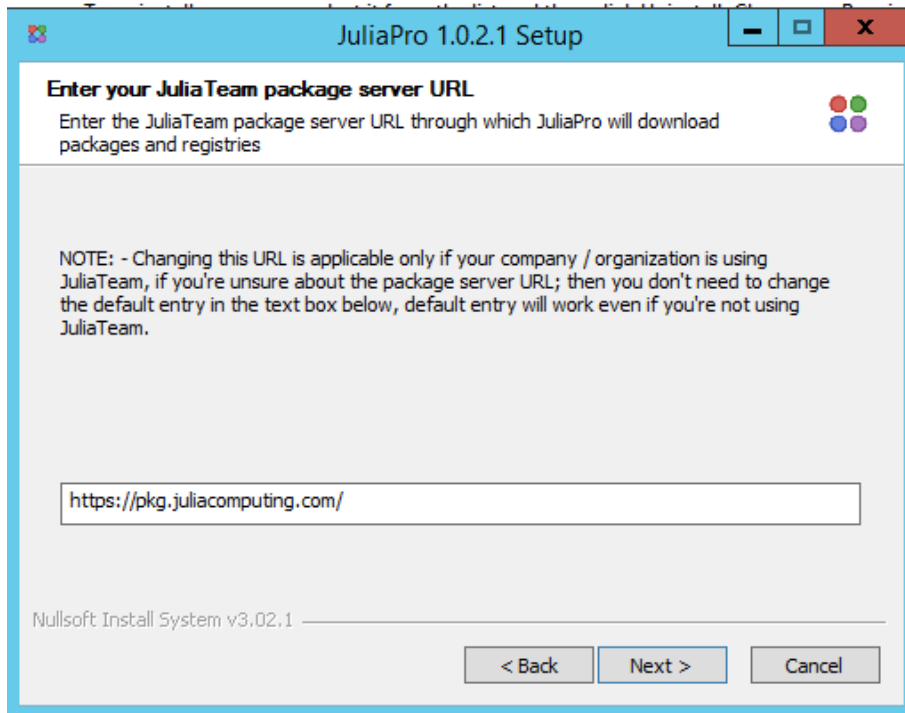 JuliaPro 1.0.2.1 Setup
Enter your JuliaTeam package server URL
Enter the JuliaTeam package server URL through which JuliaPro will download
packages and registries
NOTE: - Changing this URL is applicable only if your company / organization is using
JuliaTeam, if you're unsure about the package server URL; then you don't need to change
the default entry in the text box below, default entry will work even if you're not using
JuliaTeam.
https://pkg.juliacomputing.com/
Nullsoft Install System v3.02.1
< Back Next > Cancel